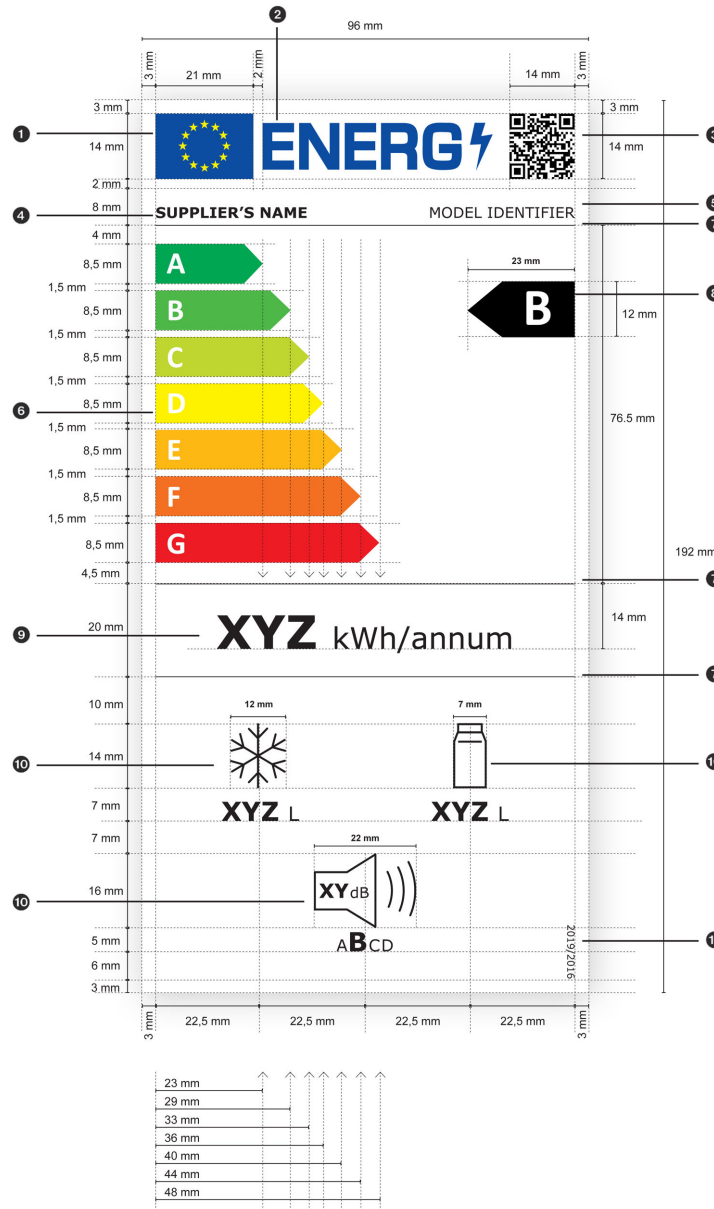 ❷
96 mm
3 mm
21 mm
2 mm
14 mm
3 mm
3 mm
3 mm
❶
14 mm
ENERG
14 mm
2 mm
8 mm
❹
SUPPLIER'S NAME
MODEL IDENTIFIER
4 mm
8,5 mm
A
23 mm
1,5 mm
8,5 mm
B
B
12 mm
1,5 mm
8,5 mm
C
1,5 mm
❻
8,5 mm
D
76.5 mm
1,5 mm
8,5 mm
E
1,5 mm
8,5 mm
F
1,5 mm
8,5 mm
G
192 mm
4,5 mm
❾
20 mm
XYZ kWh/annum
14 mm
10 mm
12 mm
7 mm
❿
14 mm
7 mm
XYZ L
XYZ L
7 mm
22 mm
❿
16 mm
XY dB
5 mm
ABCD
2019/2016
6 mm
3 mm
3 mm
22,5 mm
22,5 mm
22,5 mm
22,5 mm
3 mm
23 mm
29 mm
33 mm
36 mm
40 mm
44 mm
48 mm